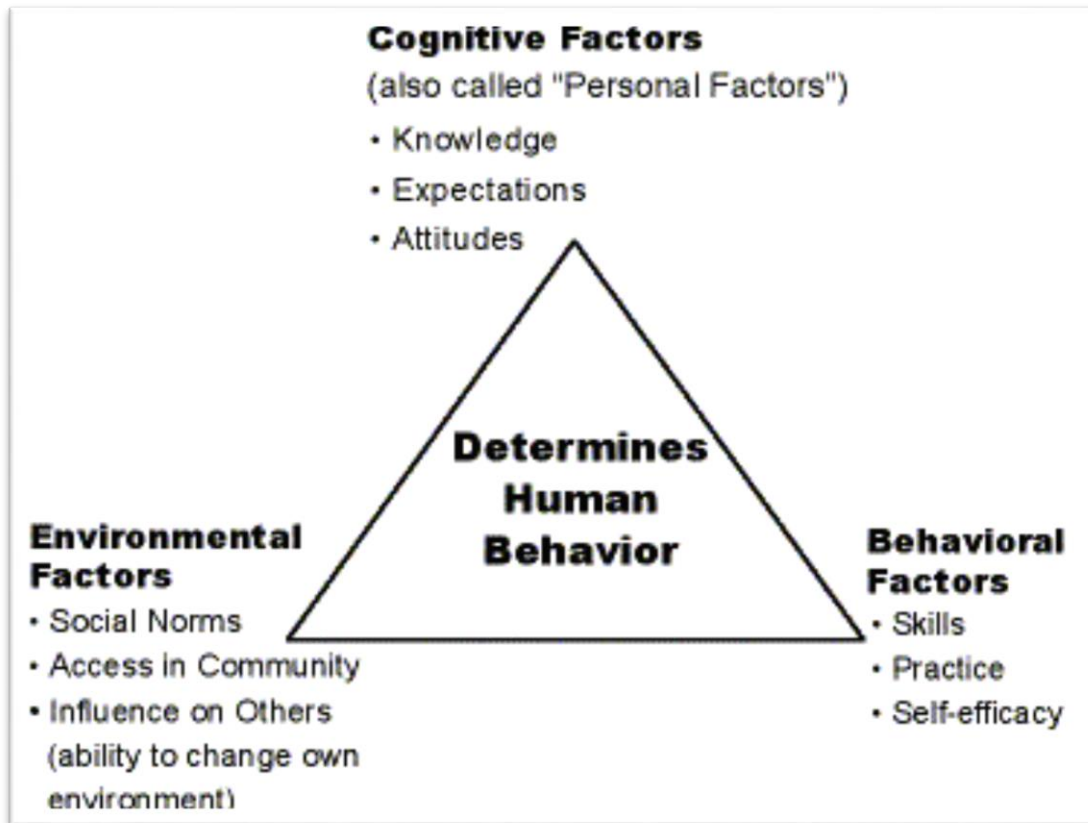 Cognitive Factors
(also called "Personal Factors")
• Knowledge
• Expectations
• Attitudes
Determines
Human
Behavior
Environmental
Factors
• Social Norms
• Access in Community
• Influence on Others
(ability to change own
environment)
Behavioral
Factors
• Skills
• Practice
• Self-efficacy